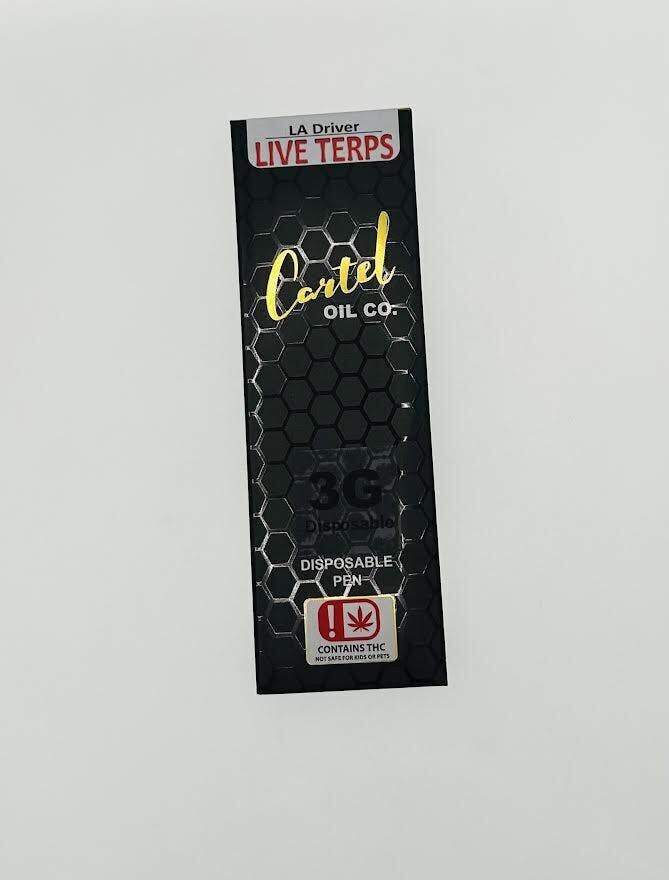 LA Driver
LIVE TERPS
Cartel
OIL CO.
3G
Disposable
DISPOSABLE
PEN
!
CONTAINS THC
NOT SAFE FOR KIDS OR PETS